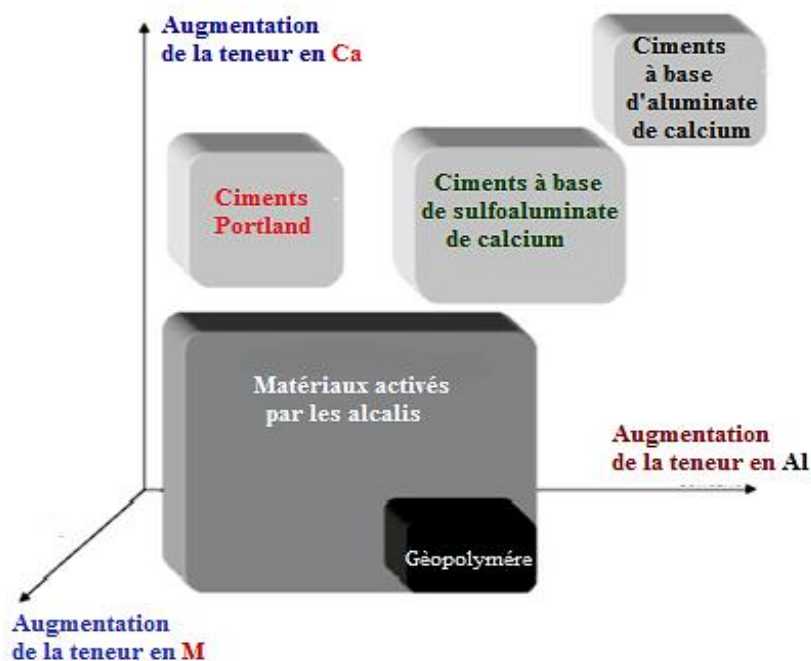 Augmentation
de la teneur en Ca
Ciments
à base
d'aluminate
de calcium
Ciments
Portland
Ciments à base
de sulfoaluminate
de calcium
Matériaux activés
par les alcalis
Augmentation
de la teneur en Al
Gèopolymére
Augmentation
de la teneur en M